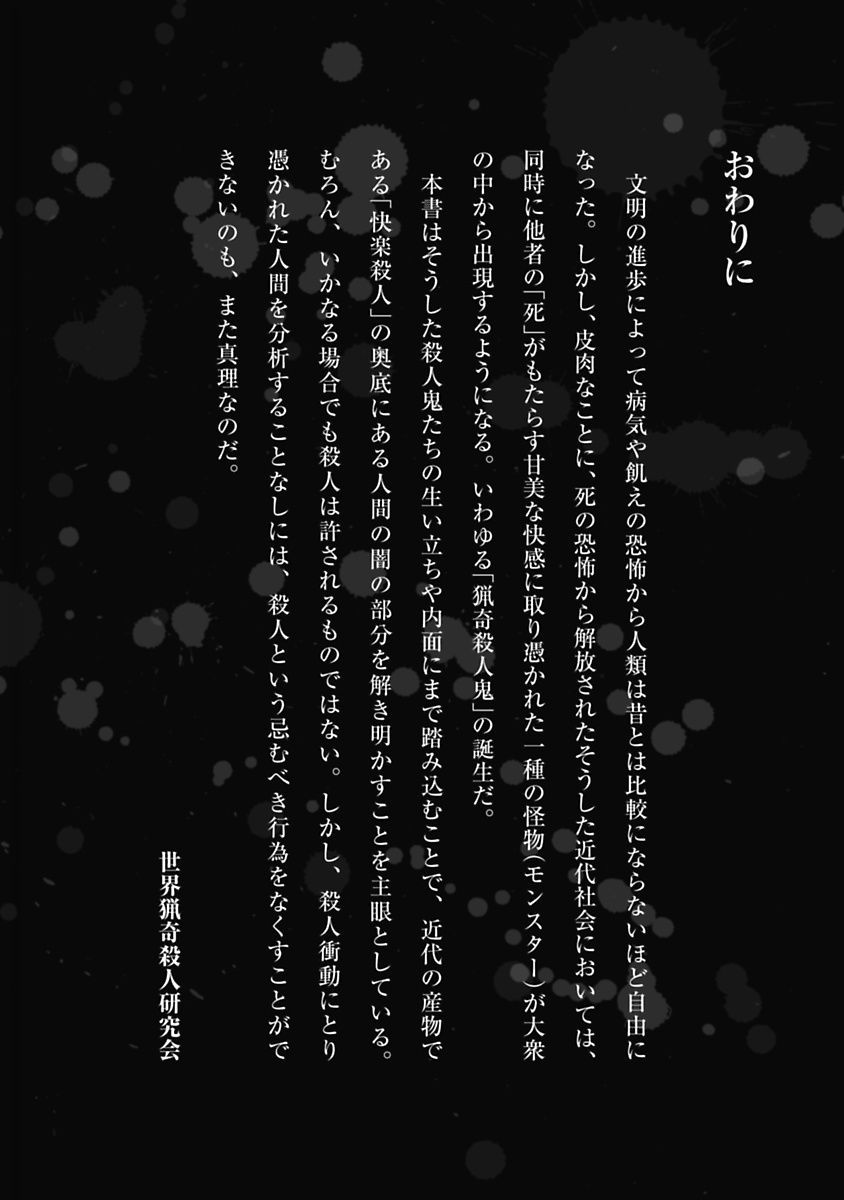 おわりに
文明の進歩によって病気や飢えの恐怖から人類は昔とは比較にならないほど自由に
なった。しかし、皮肉なことに、死の恐怖から解放されたそうした近代社会においては、
同時に他者の「死」がもたらす甘美な快感に取り憑かれた一種の怪物(モンスター)が大衆
の中から出現するようになる。いわゆる「猟奇殺人鬼」の誕生だ。
本書はそうした殺人鬼たちの生い立ちや内面にまで踏み込むことで、近代の産物で
ある「快楽殺人」の奥底にある人間の闇の部分を解き明かすことを主眼としている。
むろん、いかなる場合でも殺人は許されるものではない。しかし、殺人衝動にとり
憑かれた人間を分析することなしには、殺人という忌むべき行為をなくすことがで
きないのも、また真理なのだ。
世界猟奇殺人研究会